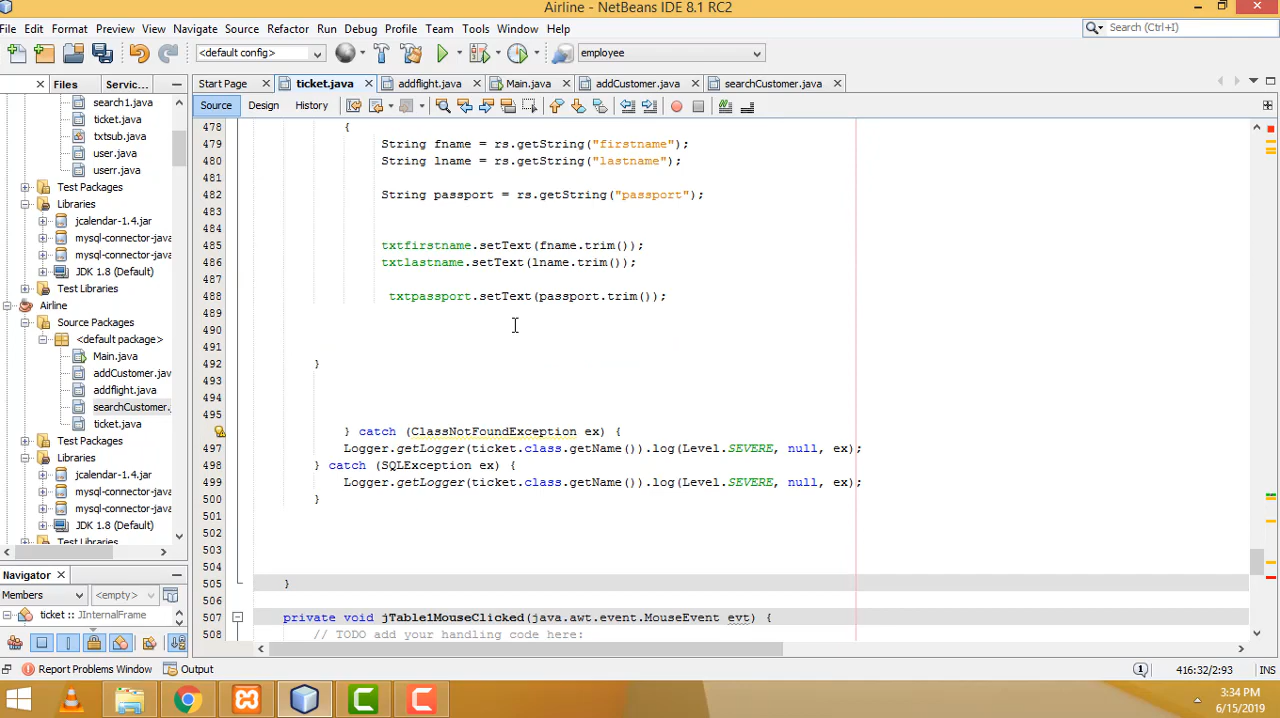 Airline - NetBeans IDE 8.1 RC2
File Edit View Navigate Source Refactor Run Debug Profile Team Tools Window Help
Search (Ctrl+I)
<default config>
employee
Files Servic...
Start Page ticket.java addflight.java Main.java addCustomer.java searchCustomer.java
Source Design History
search1.java
ticket.java
txtsub.java
user.java
userr.java
Test Packages
Libraries
jcalendar-1.4.jar
mysql-connector-java
mysql-connector-java
JDK 1.8 (Default)
Test Libraries
Airline
Source Packages
<default package>
Main.java
addCustomer.jav
addflight.java
searchCustomer.
ticket.java
Test Packages
Libraries
jcalendar-1.4.jar
mysql-connector-java
mysql-connector-java
JDK 1.8 (Default)
Test Libraries
Navigator
Members <empty>
ticket :: JInternalFrame
478 {
479 String fname = rs.getString("firstname");
480 String lname = rs.getString("lastname");
481
482 String passport = rs.getString("passport");
483
484
485 txtfirstname.setText(fname.trim());
486 txtlastname.setText(lname.trim());
487
488 txtpassport.setText(passport.trim());
489
490
491
492 }
493
494
495
} catch (ClassNotFoundException ex) {
497 Logger.getLogger(ticket.class.getName()).log(Level.SEVERE, null, ex);
498 } catch (SQLException ex) {
499 Logger.getLogger(ticket.class.getName()).log(Level.SEVERE, null, ex);
500 }
501
502
503
504
505 }
506
507 private void jTable1MouseClicked(java.awt.event.MouseEvent evt) {
508 // TODO add your handling code here:
Report Problems Window Output
1
416:32/2:93 INS
3:34 PM
6/15/2019